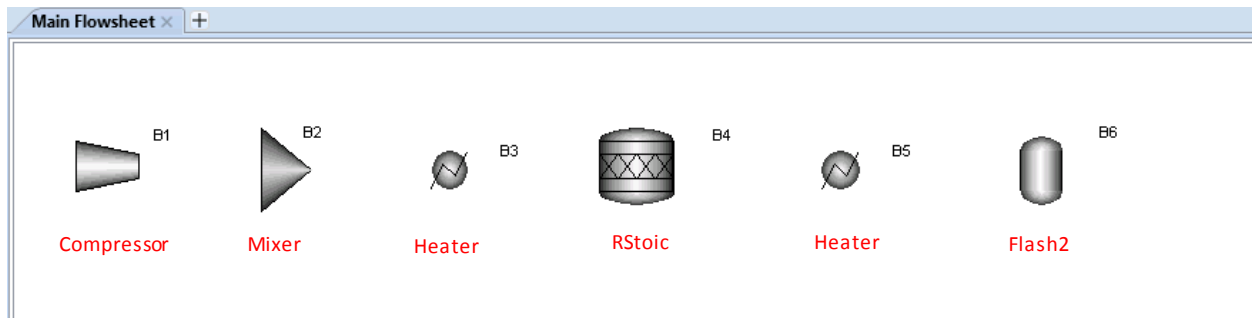 Main Flowsheet × +
B1 B2 B3 B4 B5 B6
Compressor Mixer Heater RStoic Heater Flash2